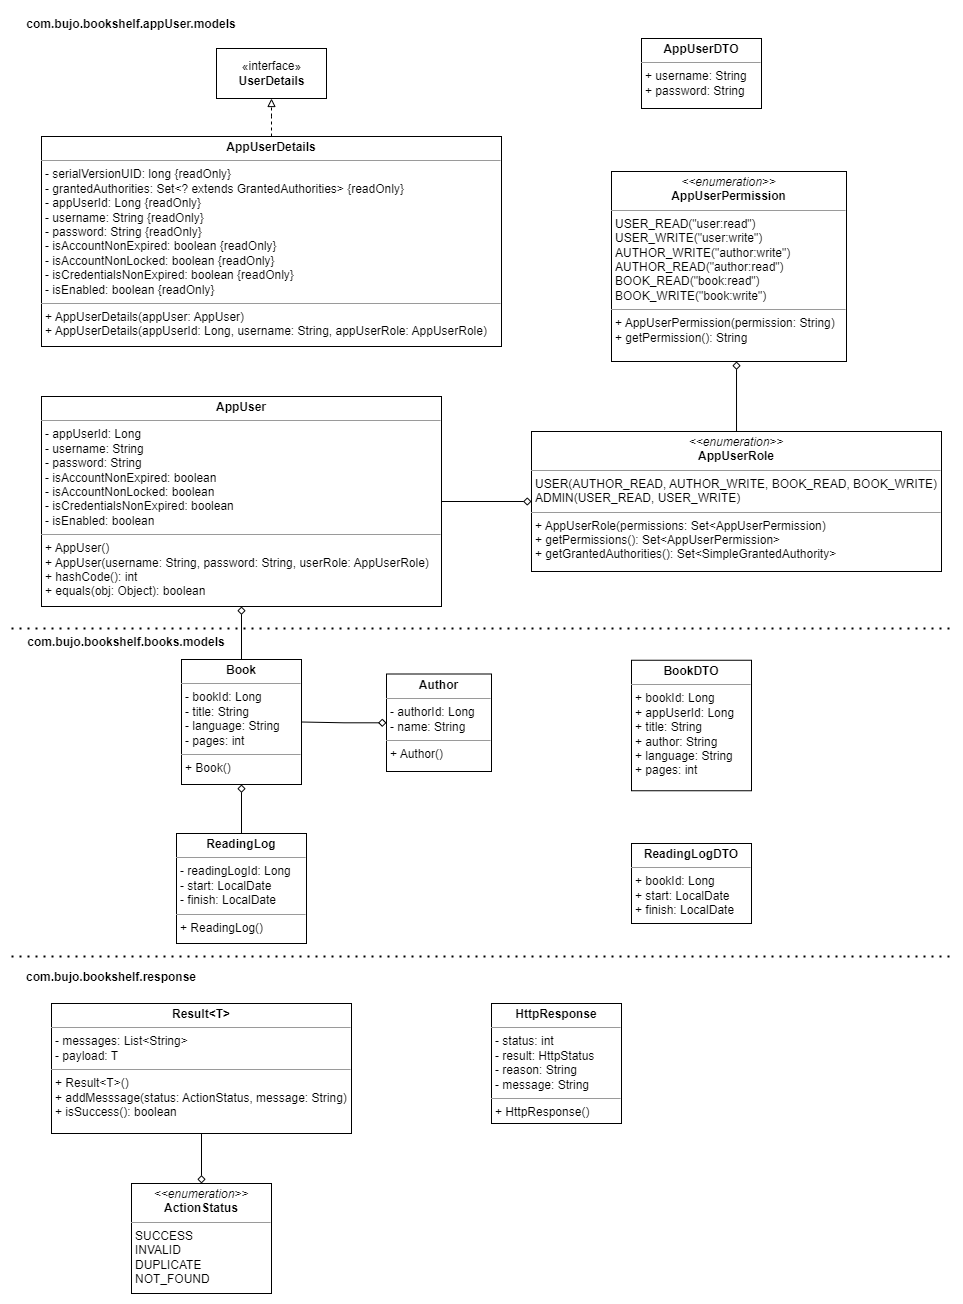 com.bujo.bookshelf.appUser.models
«interface»
UserDetails
AppUserDTO
+ username: String
+ password: String
AppUserDetails
- serialVersionUID: long {readOnly}
- grantedAuthorities: Set<? extends GrantedAuthorities> {readOnly}
- appUserId: Long {readOnly}
- username: String {readOnly}
- password: String {readOnly}
- isAccountNonExpired: boolean {readOnly}
- isAccountNonLocked: boolean {readOnly}
- isCredentialsNonExpired: boolean {readOnly}
- isEnabled: boolean {readOnly}
+ AppUserDetails(appUser: AppUser)
+ AppUserDetails(appUserId: Long, username: String, appUserRole: AppUserRole)
<<enumeration>>
AppUserPermission
USER_READ("user:read")
USER_WRITE("user:write")
AUTHOR_WRITE("author:write")
AUTHOR_READ("author:read")
BOOK_READ("book:read")
BOOK_WRITE("book:write")
+ AppUserPermission(permission: String)
+ getPermission(): String
AppUser
- appUserId: Long
- username: String
- password: String
- isAccountNonExpired: boolean
- isAccountNonLocked: boolean
- isCredentialsNonExpired: boolean
- isEnabled: boolean
+ AppUser()
+ AppUser(username: String, password: String, userRole: AppUserRole)
+ hashCode(): int
+ equals(obj: Object): boolean
<<enumeration>>
AppUserRole
USER(AUTHOR_READ, AUTHOR_WRITE, BOOK_READ, BOOK_WRITE)
ADMIN(USER_READ, USER_WRITE)
+ AppUserRole(permissions: Set<AppUserPermission)
+ getPermissions(): Set<AppUserPermission>
+ getGrantedAuthorities(): Set<SimpleGrantedAuthority>
com.bujo.bookshelf.books.models
Book
- bookId: Long
- title: String
- language: String
- pages: int
+ Book()
Author
- authorId: Long
- name: String
+ Author()
BookDTO
+ bookId: Long
+ appUserId: Long
+ title: String
+ author: String
+ language: String
+ pages: int
ReadingLog
- readingLogId: Long
- start: LocalDate
- finish: LocalDate
+ ReadingLog()
ReadingLogDTO
+ bookId: Long
+ start: LocalDate
+ finish: LocalDate
com.bujo.bookshelf.response
Result<T>
- messages: List<String>
- payload: T
+ Result<T>()
+ addMesssage(status: ActionStatus, message: String)
+ isSuccess(): boolean
HttpResponse
- status: int
- result: HttpStatus
- reason: String
- message: String
+ HttpResponse()
<<enumeration>>
ActionStatus
SUCCESS
INVALID
DUPLICATE
NOT_FOUND